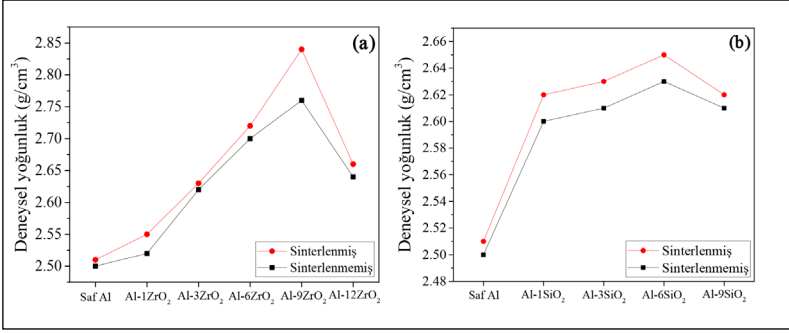 (a)
Deneysel yoğunluk (g/cm³)
2.85
2.80
2.75
2.70
2.65
2.60
2.55
2.50
Sinterlenmiş
Sinterlenmemiş
Saf Al Al-1ZrO₂ Al-3ZrO₂ Al-6ZrO₂ Al-9ZrO₂ Al-12ZrO₂
(b)
Deneysel yoğunluk (g/cm³)
2.66
2.64
2.62
2.60
2.58
2.56
2.54
2.52
2.50
2.48
Sinterlenmiş
Sinterlenmemiş
Saf Al Al-1SiO₂ Al-3SiO₂ Al-6SiO₂ Al-9SiO₂